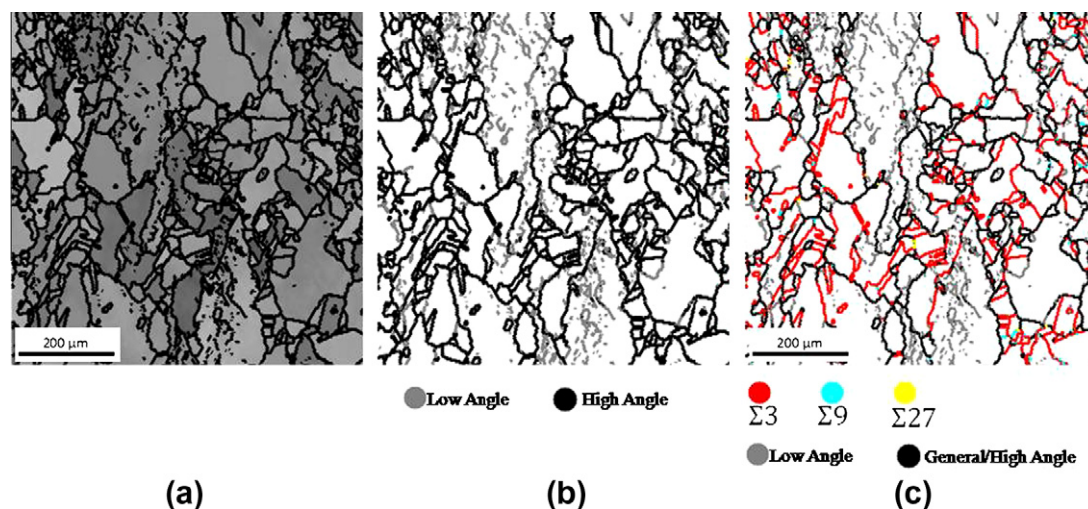 200 µm
200 µm
Low Angle
High Angle
Σ3
Σ9
Σ27
Low Angle
General/High Angle
(a)
(b)
(c)